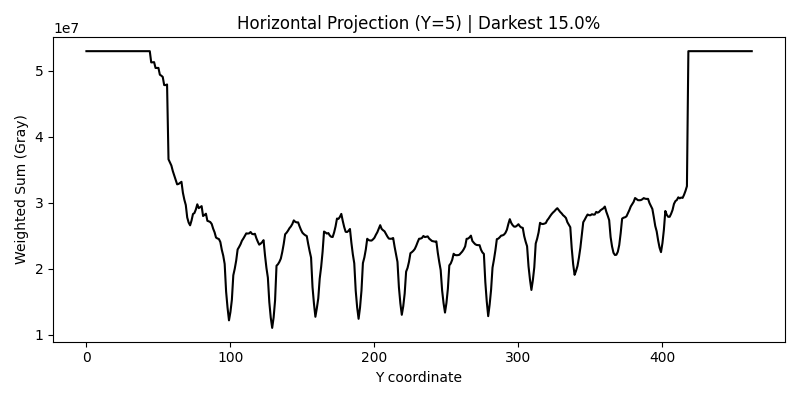 Horizontal Projection (Y=5) | Darkest 15.0%
1e7
5
4
3
2
1
Weighted Sum (Gray)
0 100 200 300 400
Y coordinate